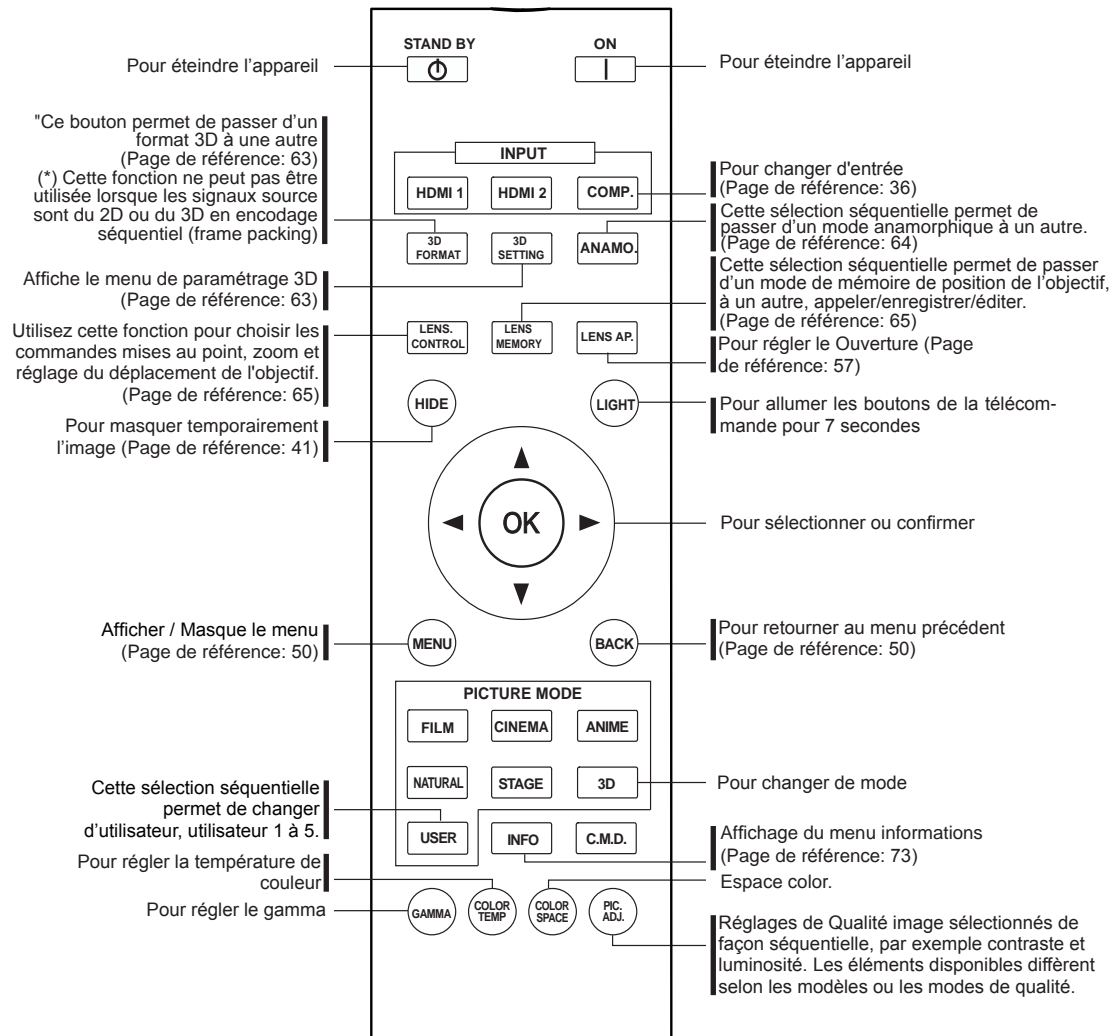 STAND BY
ON
Pour éteindre l’appareil
Pour éteindre l’appareil
"Ce bouton permet de passer d’un
format 3D à une autre
(Page de référence: 63)
(*) Cette fonction ne peut pas être
utilisée lorsque les signaux source
sont du 2D ou du 3D en encodage
séquentiel (frame packing)
INPUT
HDMI 1
HDMI 2
COMP.
Pour changer d'entrée
(Page de référence: 36)
3D
FORMAT
3D
SETTING
ANAMO.
Cette sélection séquentielle permet de
passer d’un mode anamorphique à un autre.
(Page de référence: 64)
Affiche le menu de paramétrage 3D
(Page de référence: 63)
Cette sélection séquentielle permet de passer
d’un mode de mémoire de position de l’objectif,
à un autre, appeler/enregistrer/éditer.
(Page de référence: 65)
Utilisez cette fonction pour choisir les
commandes mises au point, zoom et
réglage du déplacement de l'objectif.
(Page de référence: 65)
LENS.
CONTROL
LENS
MEMORY
LENS AP.
Pour régler le Ouverture (Page
de référence: 57)
HIDE
LIGHT
Pour masquer temporairement
l’image (Page de référence: 41)
Pour allumer les boutons de la télécom-
mande pour 7 secondes
OK
Pour sélectionner ou confirmer
Afficher / Masque le menu
(Page de référence: 50)
MENU
BACK
Pour retourner au menu précédent
(Page de référence: 50)
PICTURE MODE
FILM
CINEMA
ANIME
NATURAL
STAGE
3D
Pour changer de mode
Cette sélection séquentielle
permet de changer
d’utilisateur, utilisateur 1 à 5.
USER
INFO
C.M.D.
Affichage du menu informations
(Page de référence: 73)
Pour régler la température de
couleur
Espace color.
Pour régler le gamma
GAMMA
COLOR
TEMP
COLOR
SPACE
PIC.
ADJ.
Réglages de Qualité image sélectionnés de
façon séquentielle, par exemple contraste et
luminosité. Les éléments disponibles diffèrent
selon les modèles ou les modes de qualité.